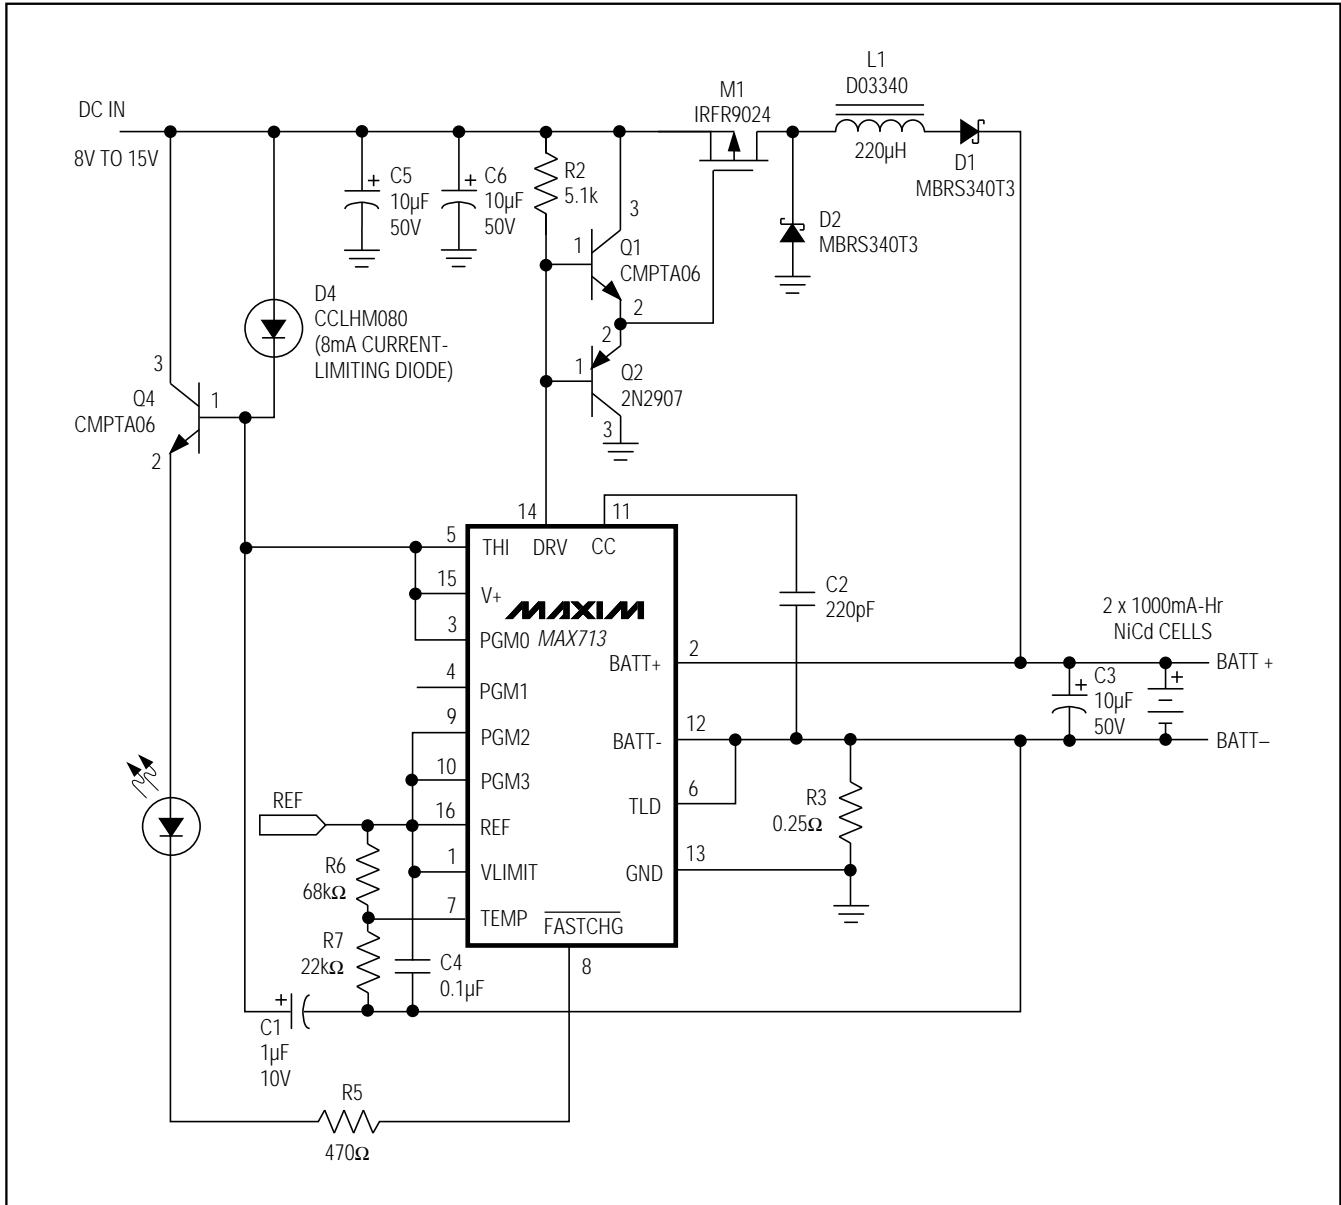 DC IN
8V TO 15V
C5
10µF
50V
C6
10µF
50V
R2
5.1k
M1
IRFR9024
L1
D03340
220µH
D1
MBRS340T3
D2
MBRS340T3
3
1
Q1
CMPTA06
2
2
1
Q2
2N2907
3
D4
CCLHM080
(8mA CURRENT-
LIMITING DIODE)
3
Q4
CMPTA06
1
2
14
11
5
THI
DRV
CC
15
V+
MAXIM
MAX713
3
PGM0
4
PGM1
9
PGM2
10
PGM3
16
REF
1
VLIMIT
7
TEMP
FASTCHG
8
BATT+
2
BATT-
12
TLD
6
GND
13
C2
220pF
2 x 1000mA-Hr
NiCd CELLS
BATT +
C3
10µF
50V
BATT–
R3
0.25Ω
REF
R6
68kΩ
R7
22kΩ
C4
0.1µF
C1
1µF
10V
R5
470Ω